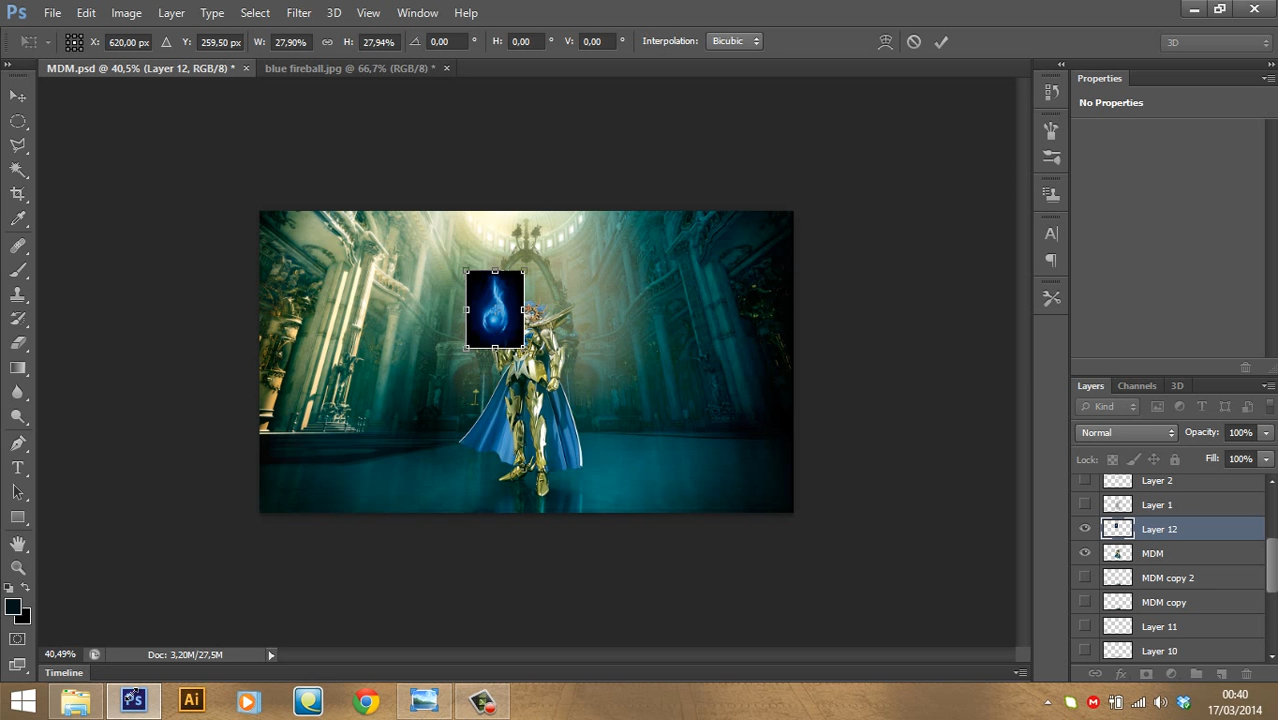 Ps File Edit Image Layer Type Select Filter 3D View Window Help
X: 620,00 px Y: 259,50 px W: 27,90% H: 27,94% 0,00 ° H: 0,00 ° V: 0,00 ° Interpolation: Bicubic 3D
MDM.psd @ 40,5% (Layer 12, RGB/8) * × blue fireball.jpg @ 66,7% (RGB/8) * ×
Properties
No Properties
Layers Channels 3D
Kind
Normal Opacity: 100%
Lock: Fill: 100%
Layer 2
Layer 1
Layer 12
MDM
MDM copy 2
MDM copy
Layer 11
Layer 10
T
A
fx
40,49% Doc: 3,20M/27,5M
Timeline
Ps Ai
M
00:40
17/03/2014